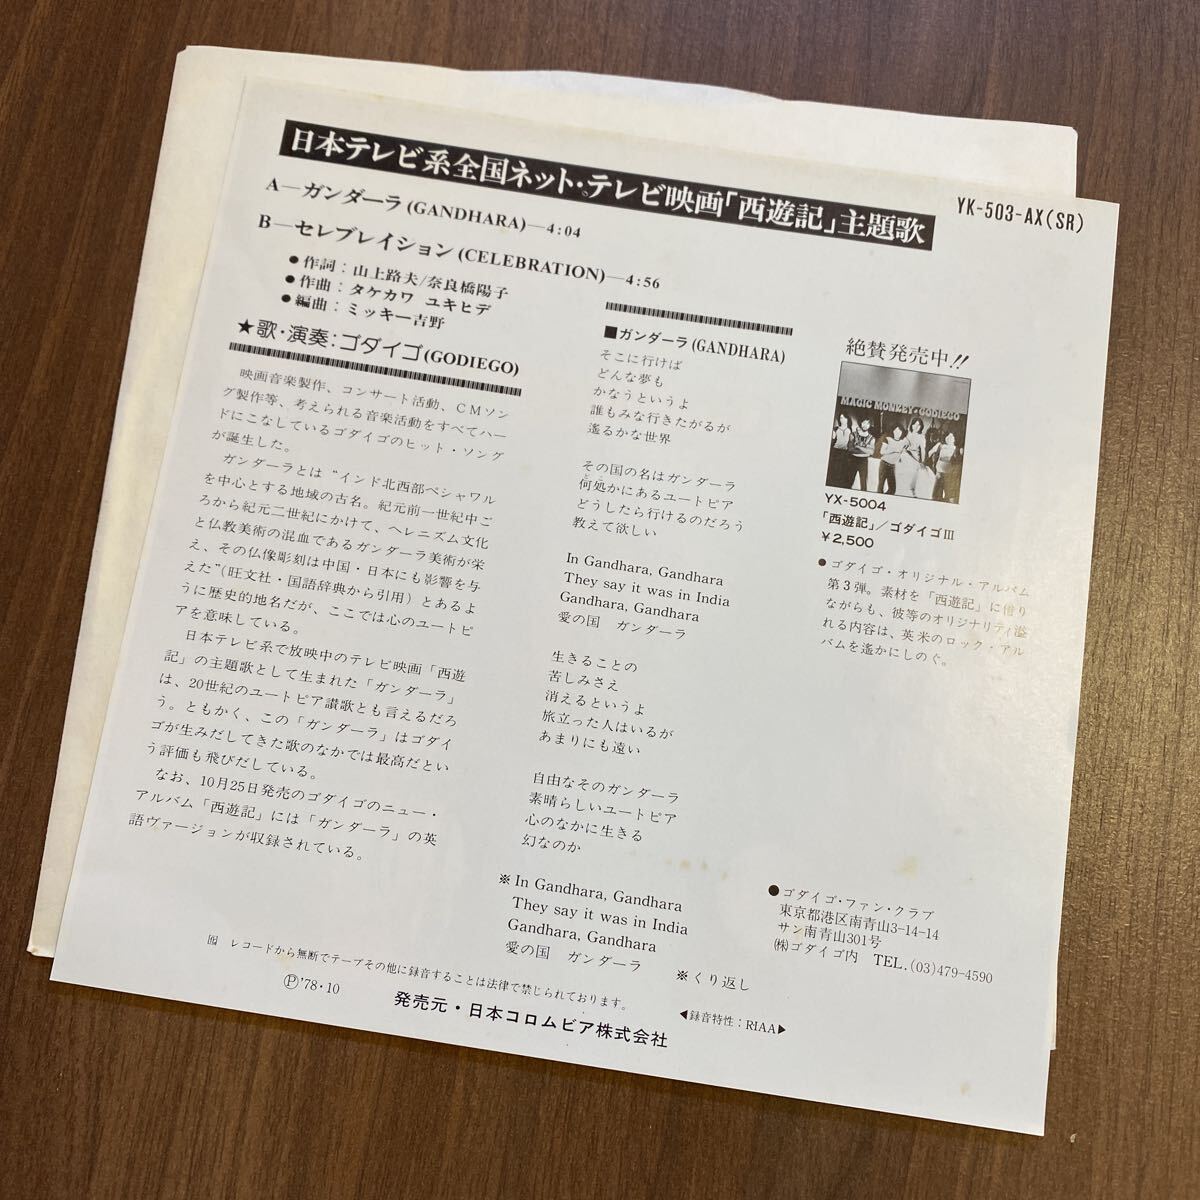 日本テレビ系全国ネット・テレビ映画「西遊記」主題歌
YK-503-AX(SR)
A—ガンダーラ(GANDHARA)—4:04
B—セレブレイション(CELEBRATION)—4:56
●作詞：山上路夫/奈良橋陽子
●作曲：タケカワ ユキヒデ
●編曲：ミッキー吉野
★歌・演奏：ゴダイゴ(GODIEGO)
映画音楽製作、コンサート活動、CMソン
グ製作等、考えられる音楽活動をすべてハー
ドにこなしているゴダイゴのヒット・ソング
が誕生した。
ガンダーラとは“インド北西部ペシャワル
を中心とする地域の古名。紀元前一世紀中ご
ろから紀元二世紀にかけて、ヘレニズム文化
と仏教美術の混血であるガンダーラ美術が栄
え、その仏像彫刻は中国・日本にも影響を与
えた”(旺文社・国語辞典から引用)とあるよ
うに歴史的地名だが、ここでは心のユートピ
アを意味している。
日本テレビ系で放映中のテレビ映画「西遊
記」の主題歌として生まれた「ガンダーラ」
は、20世紀のユートピア讃歌とも言えるだろ
う。ともかく、この「ガンダーラ」はゴダイ
ゴが生みだしてきた歌のなかでは最高だとい
う評価も飛びだしている。
なお、10月25日発売のゴダイゴのニュー・
アルバム「西遊記」には「ガンダーラ」の英
語ヴァージョンが収録されている。
■ガンダーラ(GANDHARA)
そこに行けば
どんな夢も
かなうというよ
誰もみな行きたがるが
遙るかな世界
その国の名はガンダーラ
何処かにあるユートピア
どうしたら行けるのだろう
教えて欲しい
In Gandhara, Gandhara
They say it was in India
Gandhara, Gandhara
愛の国　ガンダーラ
生きることの
苦しみさえ
消えるというよ
旅立った人はいるが
あまりにも遠い
自由なそのガンダーラ
素晴らしいユートピア
心のなかに生きる
幻なのか
※In Gandhara, Gandhara
They say it was in India
Gandhara, Gandhara
愛の国　ガンダーラ
※くり返し
絶賛発売中!!
MAGIC MONKEY・GODIEGO
YX-5004
「西遊記」／ゴダイゴIII
¥2,500
●ゴダイゴ・オリジナル・アルバム
第3弾。素材を「西遊記」に借り
ながらも、彼等のオリジナリティ溢
れる内容は、英米のロック・アル
バムを遙かにしのぐ。
●ゴダイゴ・ファン・クラブ
東京都港区南青山3-14-14
サン南青山301号
㈱ゴダイゴ内　TEL.(03)479-4590
レコードから無断でテープその他に録音することは法律で禁じられております。
Ⓟ'78・10
発売元・日本コロムビア株式会社
◀録音特性：RIAA▶